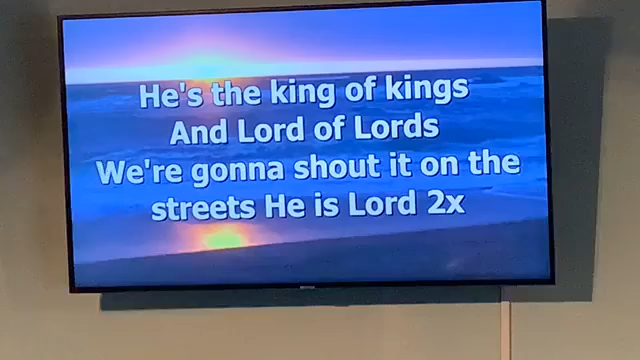 He's the king of kings
And Lord of Lords
We're gonna shout it on the
streets He is Lord 2x